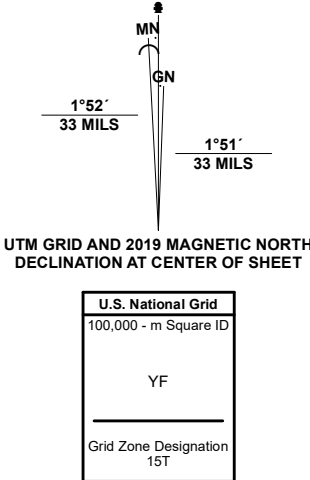 MN
GN
1°52´
33 MILS
1°51´
33 MILS
UTM GRID AND 2019 MAGNETIC NORTH
DECLINATION AT CENTER OF SHEET
U.S. National Grid
100,000 - m Square ID
YF
Grid Zone Designation
15T